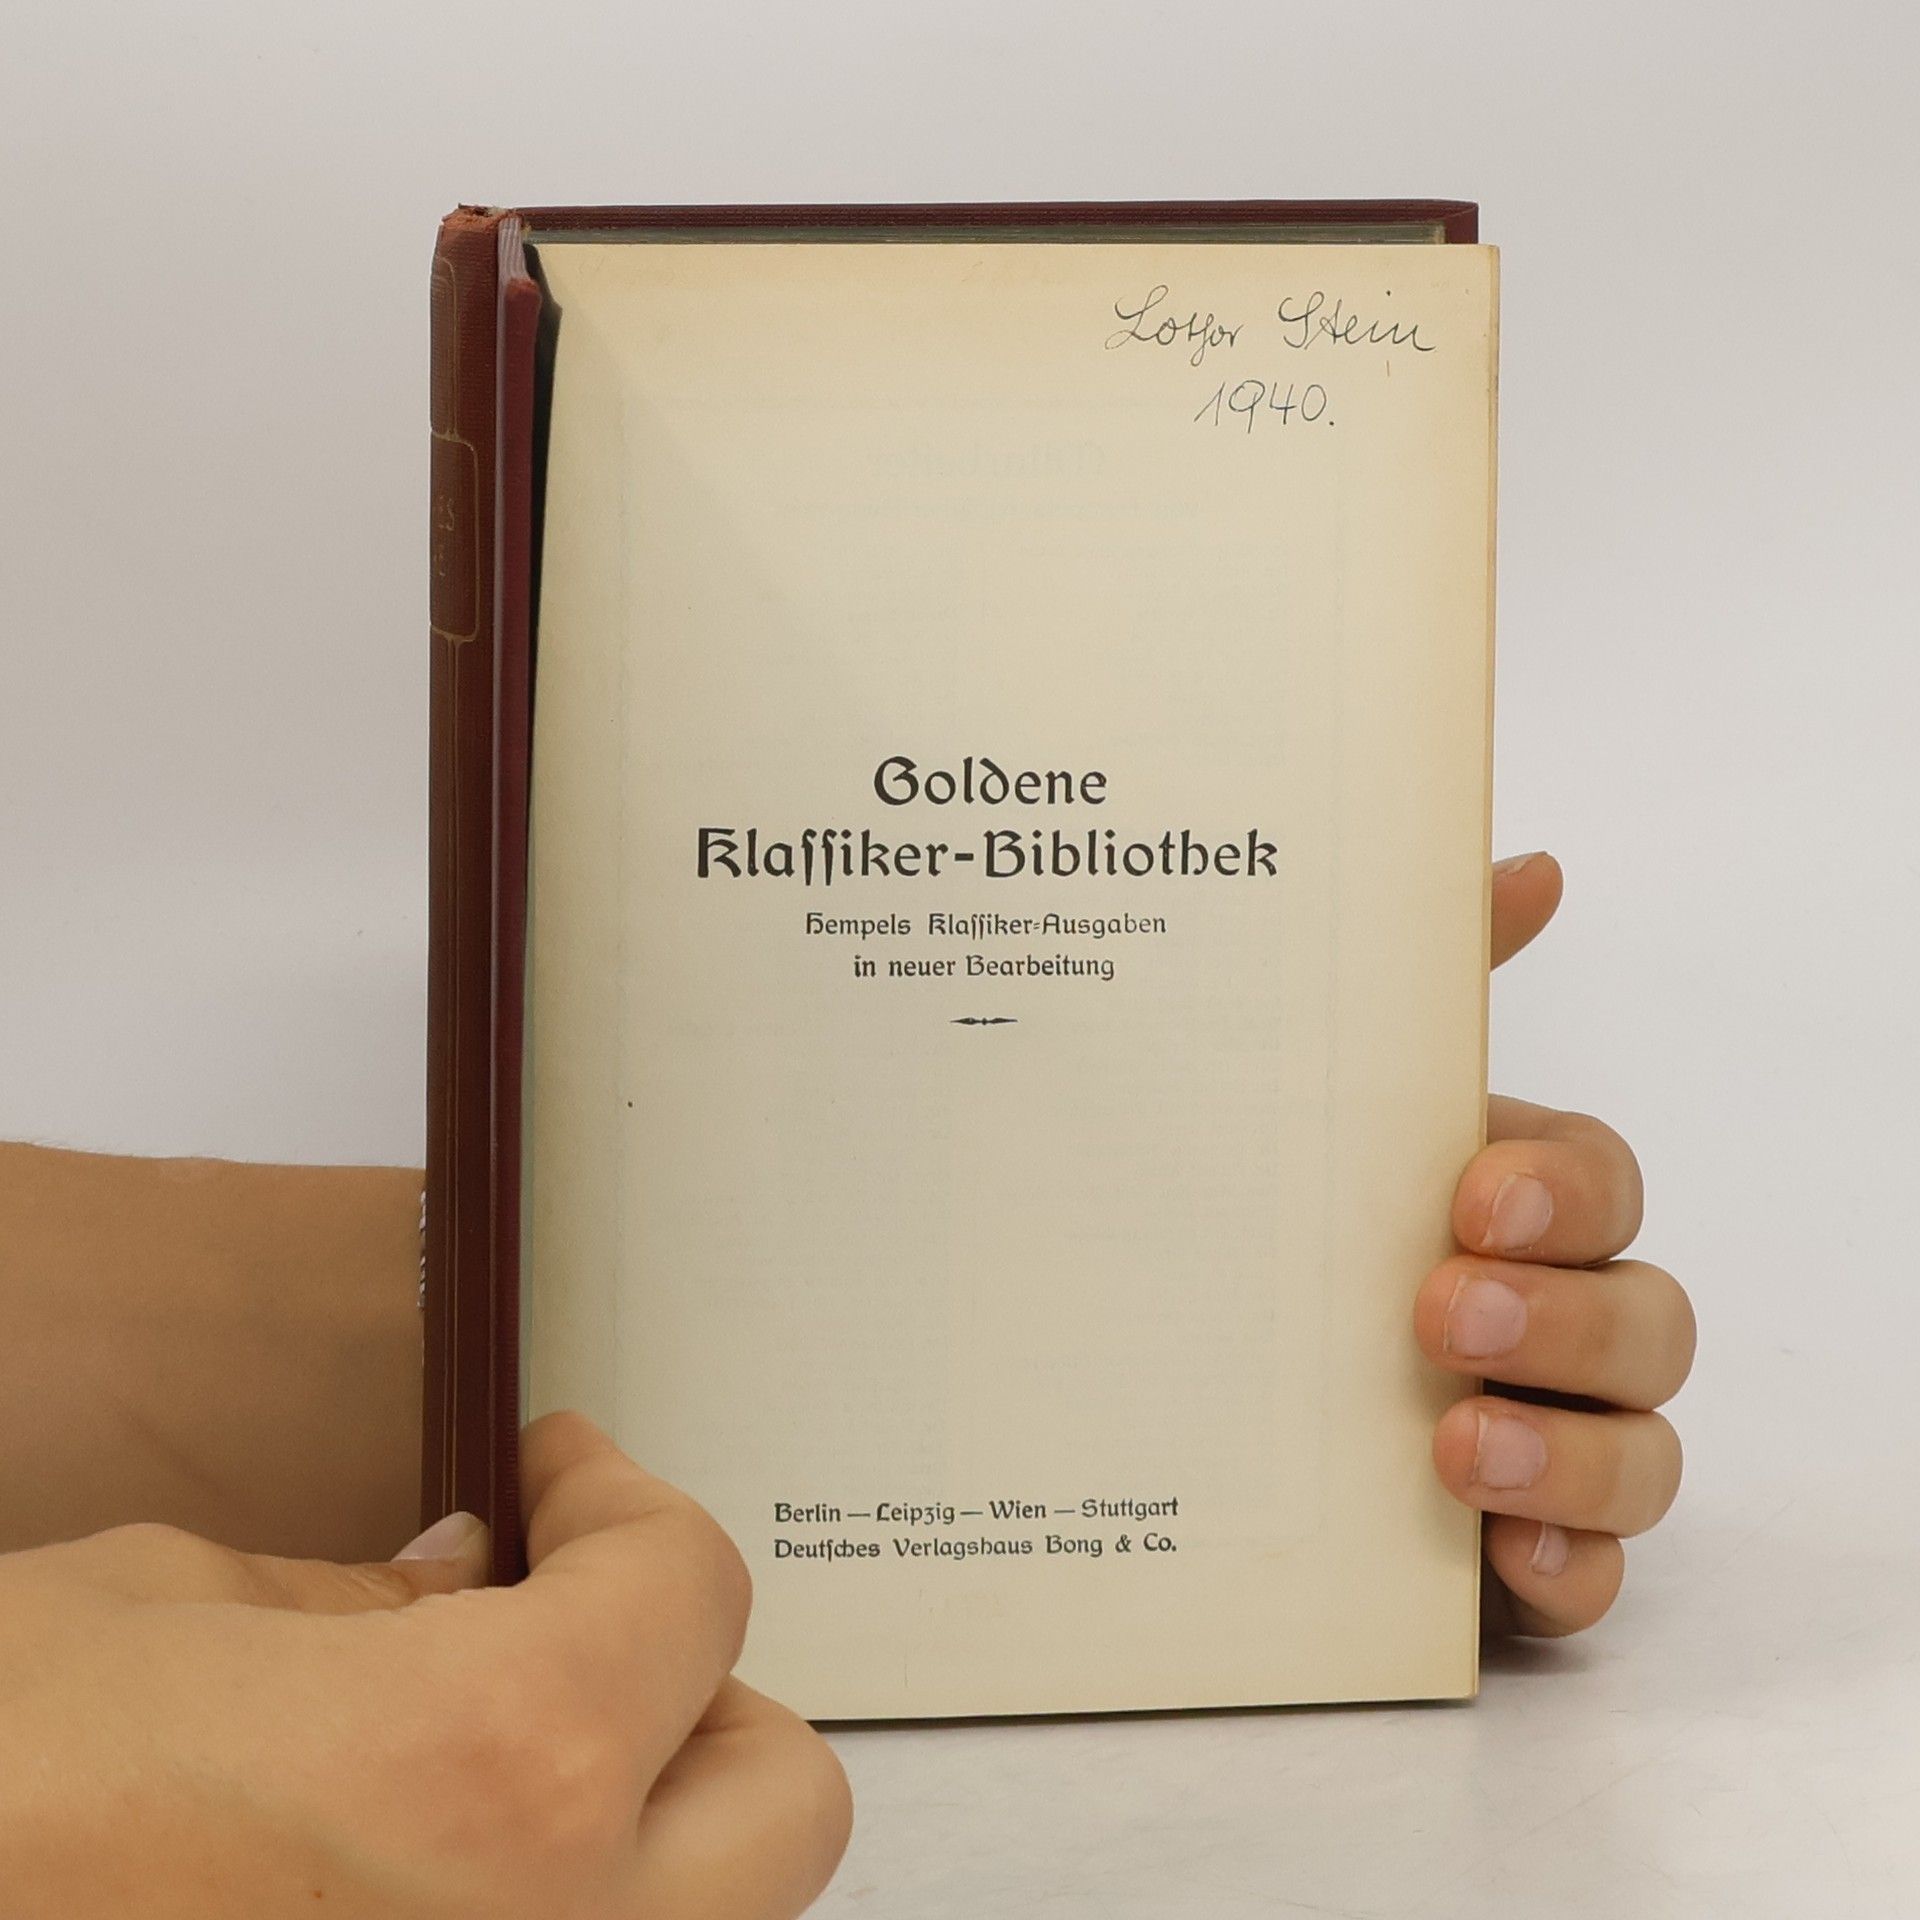 Lothar Stein
1940.
Goldene
Klaſſiker-Bibliothek
Hempels Klaſſiker-Ausgaben
in neuer Bearbeitung
Berlin — Leipzig — Wien — Stuttgart
Deutſches Verlagshaus Bong & Co.